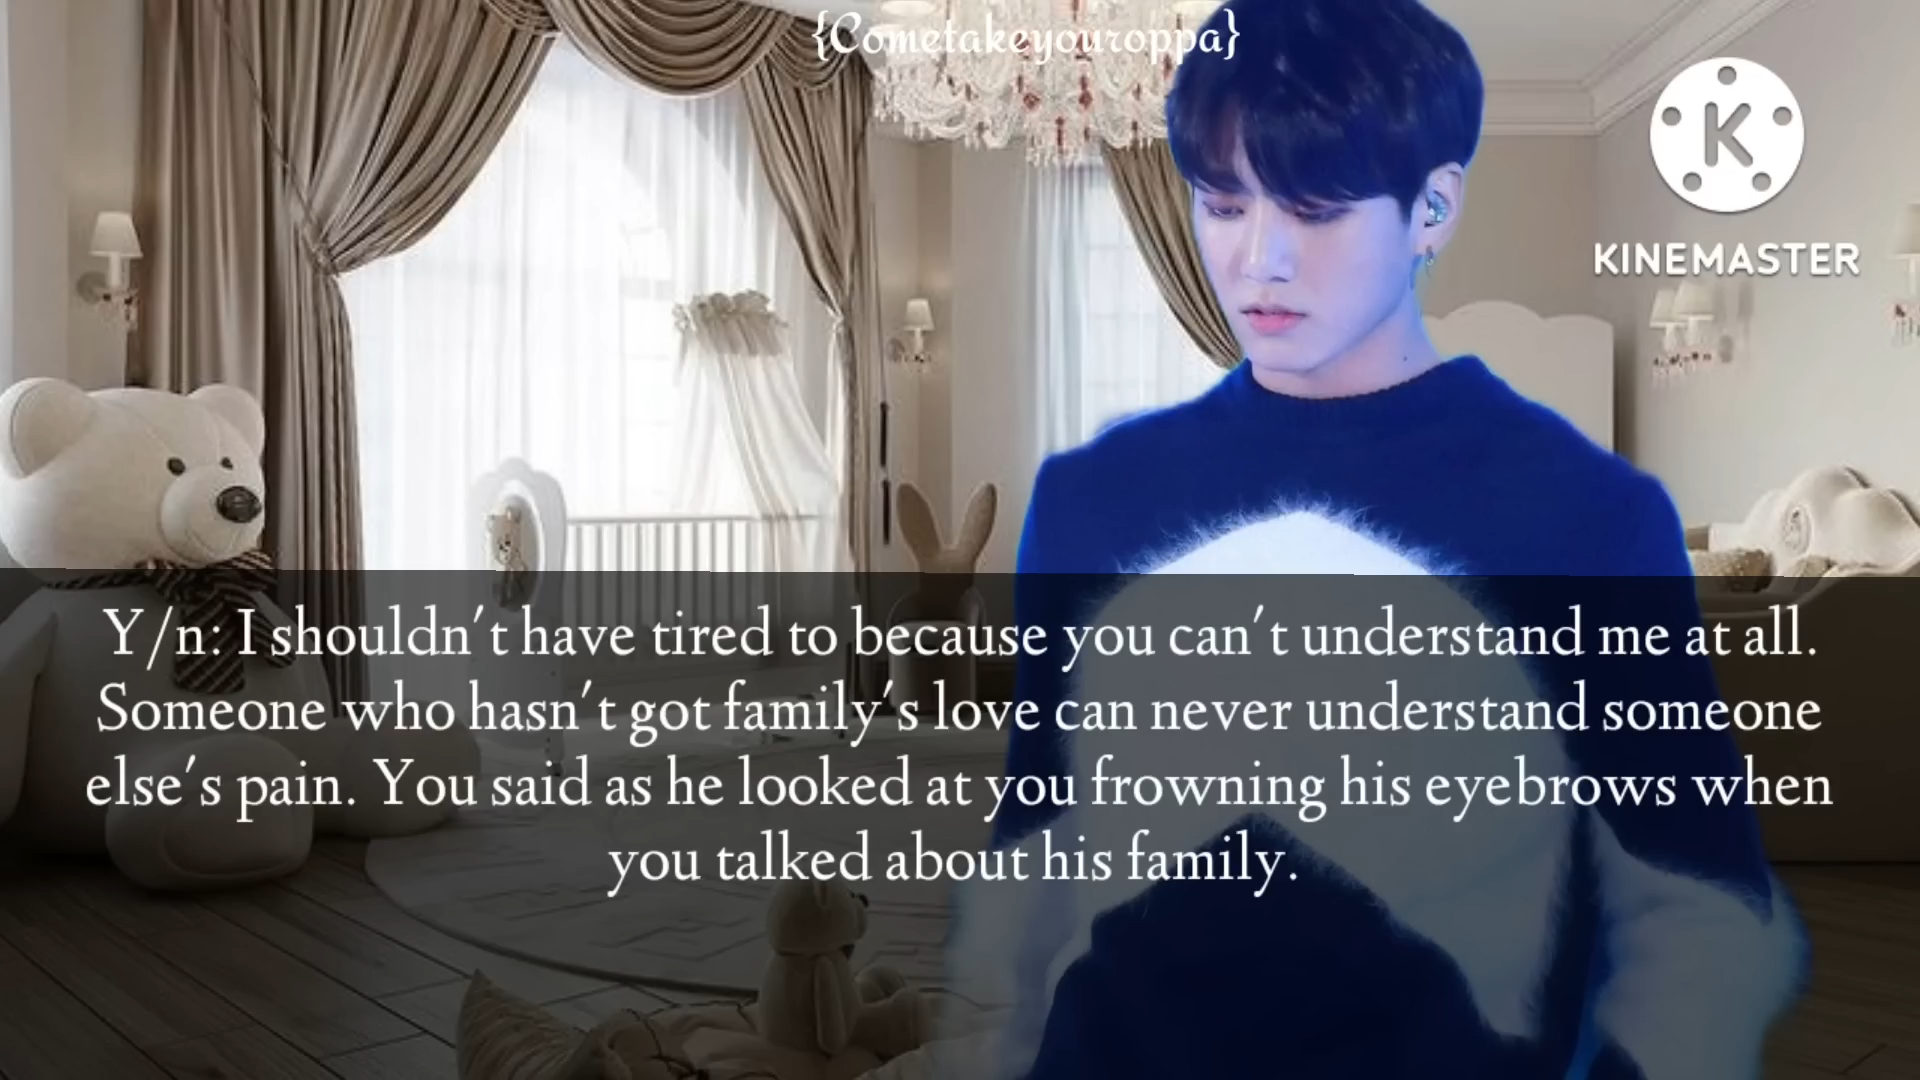 {Cometakeyouroppa}
K
KINEMASTER
Y/n: I shouldn't have tired to because you can't understand me at all.
Someone who hasn't got family's love can never understand someone
else's pain. You said as he looked at you frowning his eyebrows when
you talked about his family.